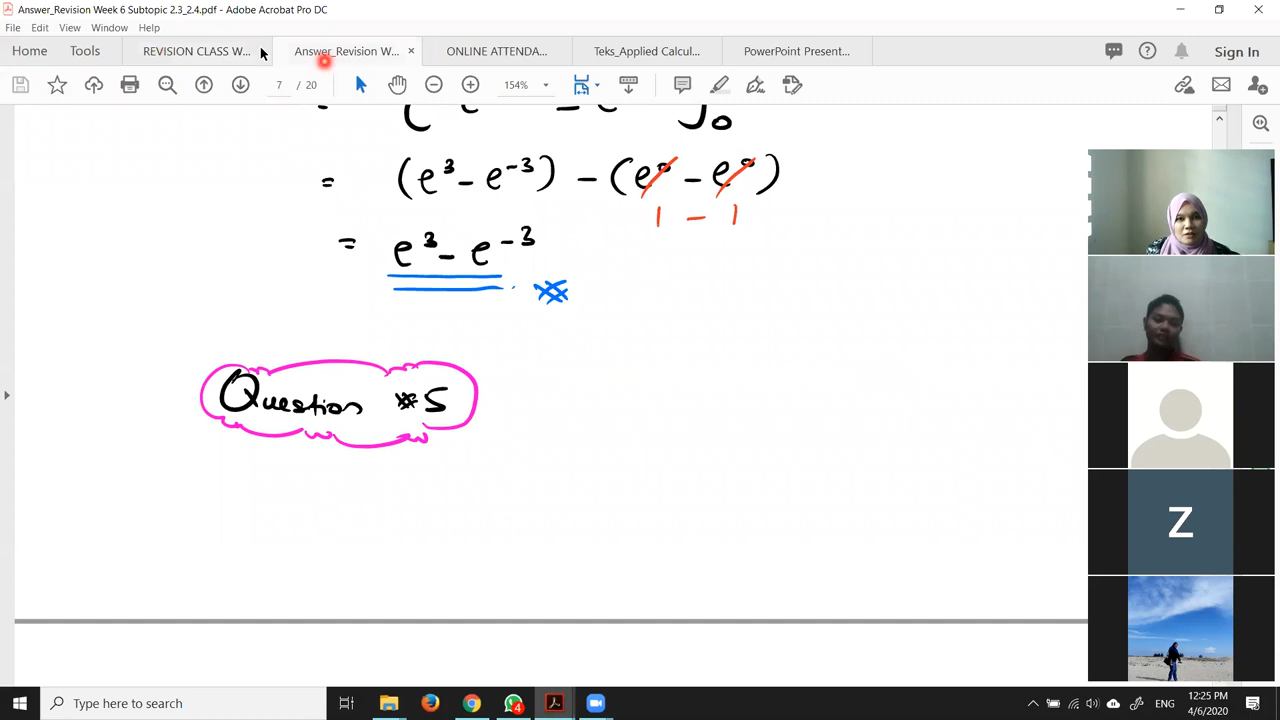 Answer_Revision Week 6 Subtopic 2.3_2.4.pdf - Adobe Acrobat Pro DC
File Edit View Window Help
Home Tools REVISION CLASS W... Answer_Revision W... × ONLINE ATTENDA... Teks_Applied Calcul... PowerPoint Present... Sign In
7 / 20 154%
= (e³ - e⁻³) - (e⁰ - e⁰)
1 - 1
= e³ - e⁻³
Question #5
Z
Type here to search
4
ENG
12:25 PM
4/6/2020
5